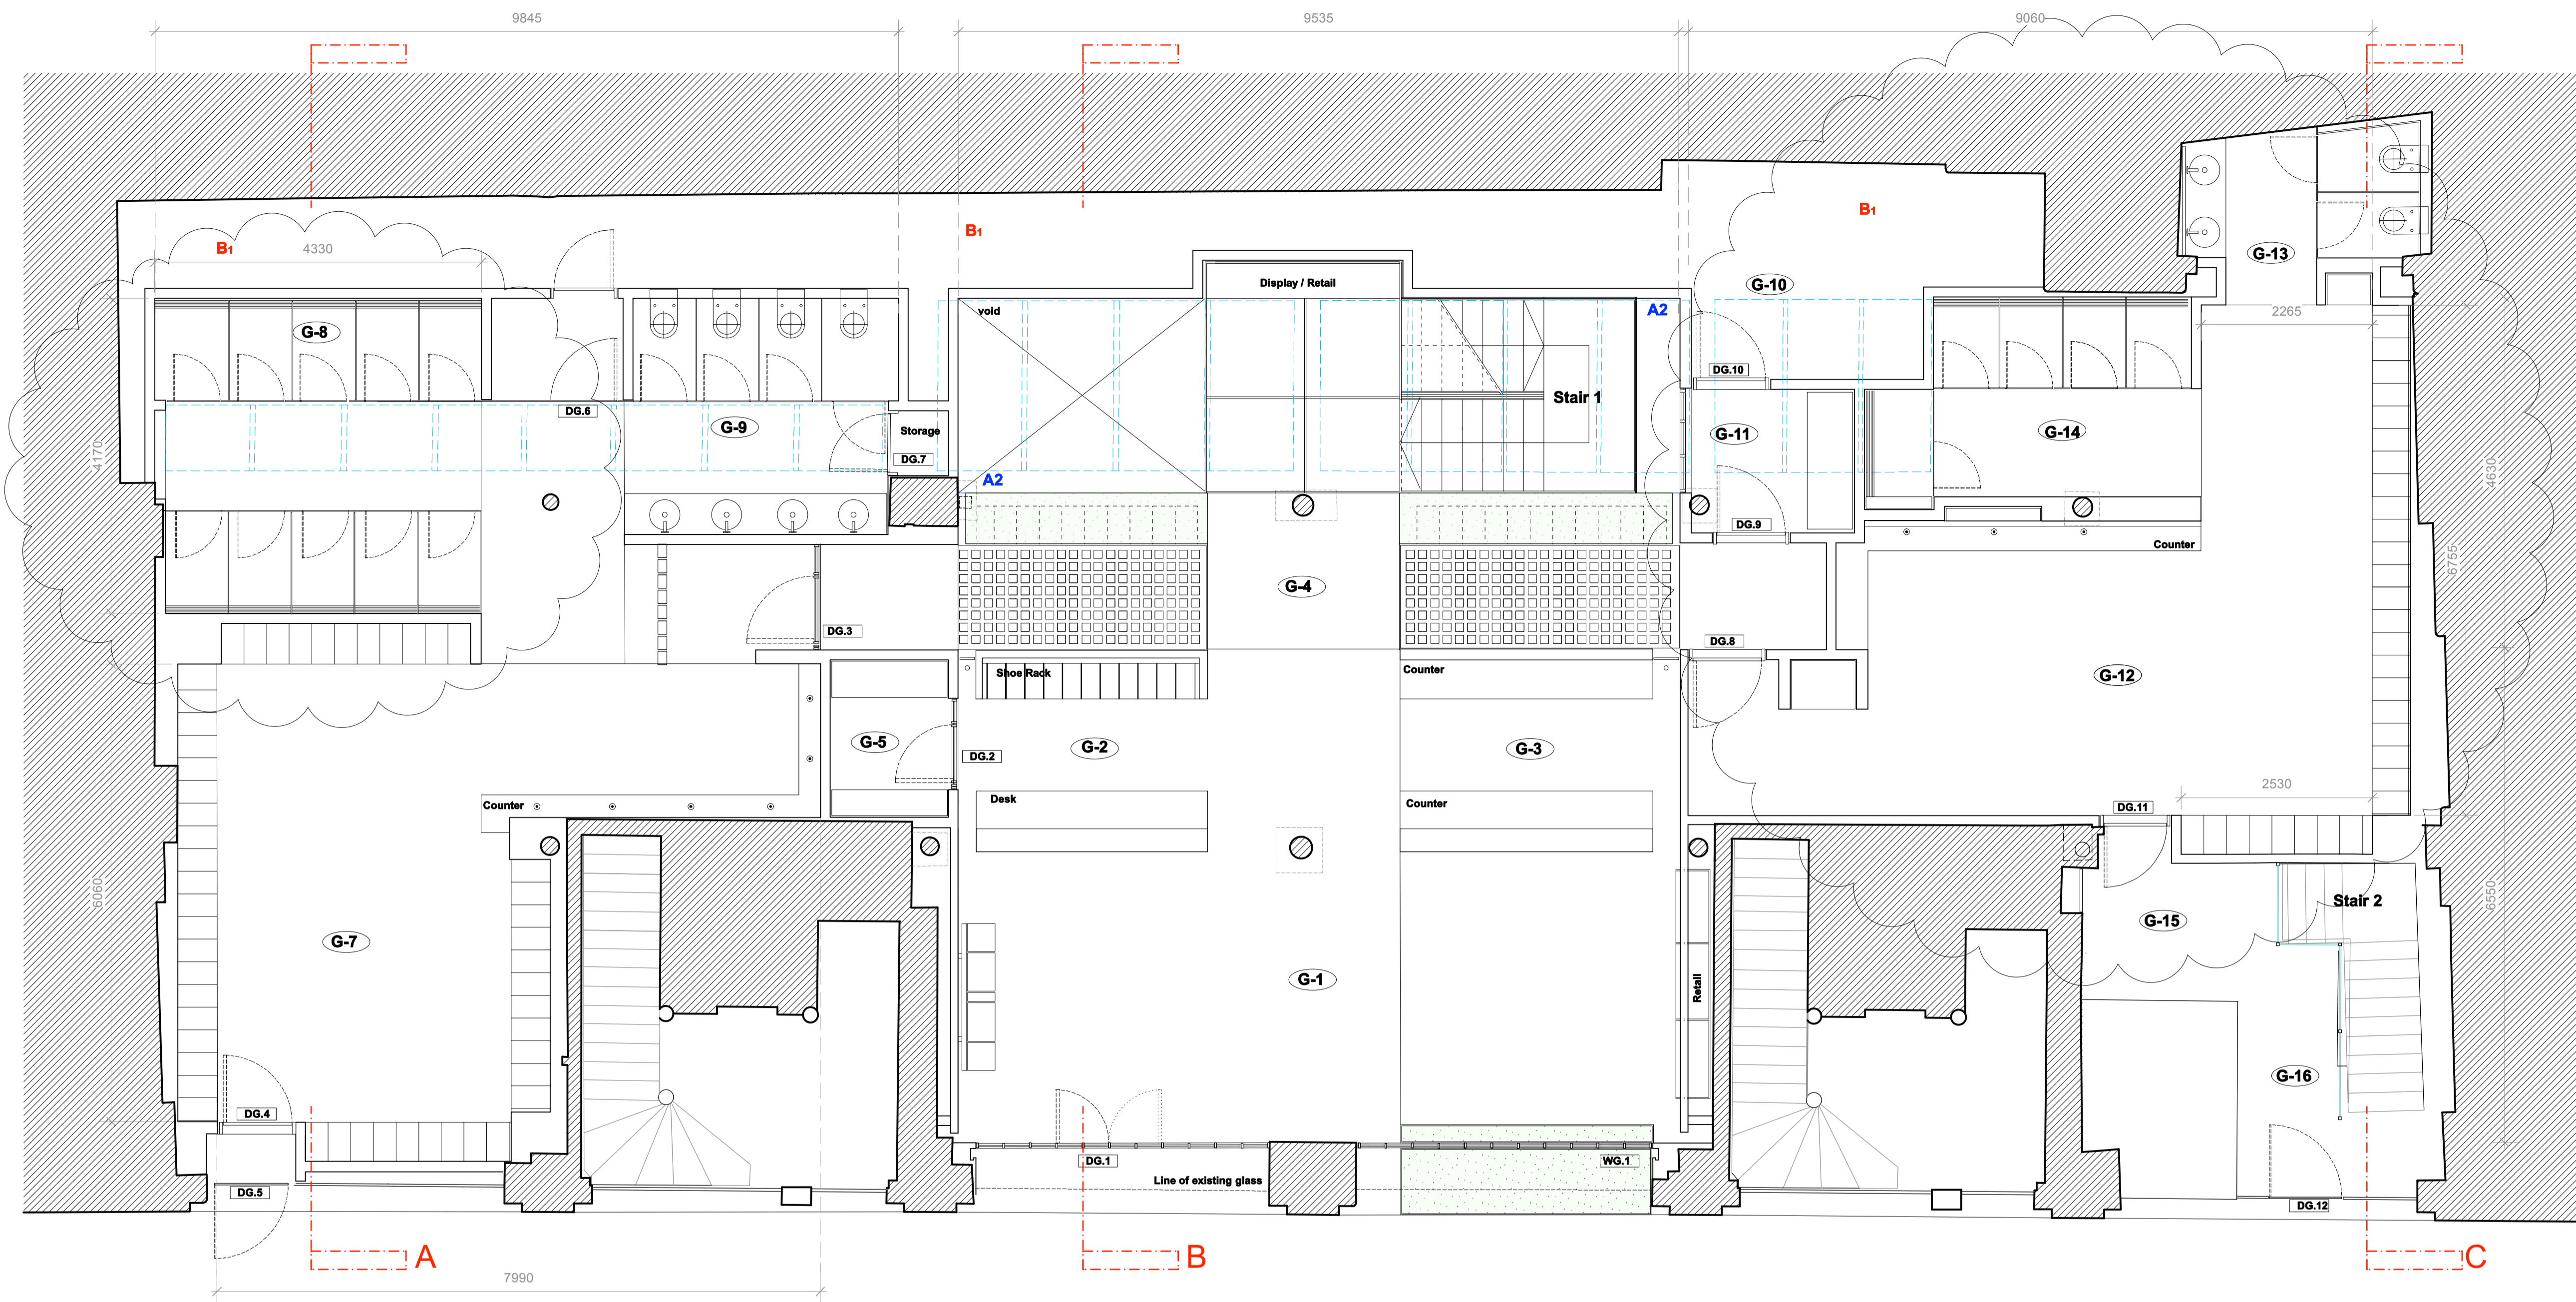 9845
9535
9060
B1
4330
B1
B1
G-13
G-10
Display / Retail
void
A2
G-8
2265
DG.10
Stair 1
DG.6
G-9
Storage
G-11
G-14
4170
DG.7
A2
4630
DG.9
Counter
6755
G-4
DG.3
DG.8
Shoe Rack
Counter
G-12
G-5
DG.2
G-2
G-3
2530
Counter
Desk
Counter
DG.11
6060
Stair 2
6550
G-7
G-15
G-1
Retail
G-16
DG.4
DG.1
WG.1
Line of existing glass
DG.5
DG.12
A
B
C
7990